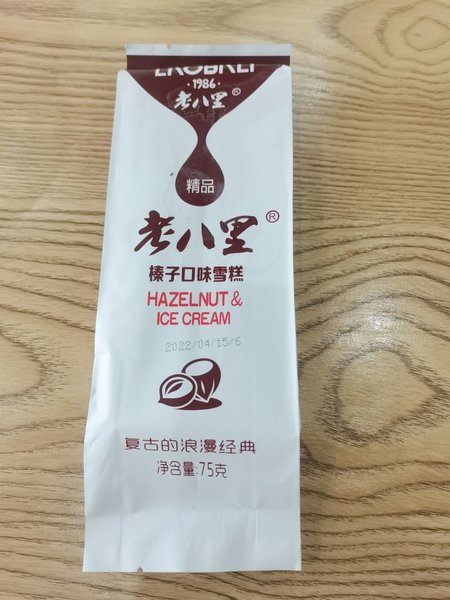 LAOBALI
·1986·
老八里®
精品
老八里®
榛子口味雪糕
HAZELNUT &
ICE CREAM
2022/04/15/6
复古的浪漫经典
净含量:75克